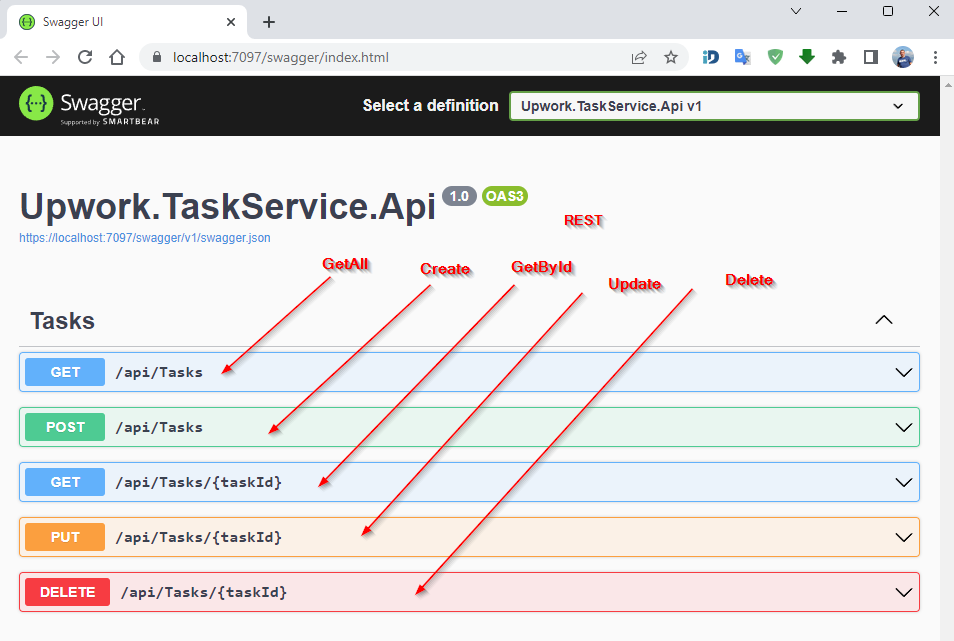 Swagger UI
localhost:7097/swagger/index.html
Swagger
Supported by SMARTBEAR
Select a definition
Upwork.TaskService.Api v1
Upwork.TaskService.Api 1.0 OAS3
REST
https://localhost:7097/swagger/v1/swagger.json
GetAll Create GetById Update Delete
Tasks
GET /api/Tasks
POST /api/Tasks
GET /api/Tasks/{taskId}
PUT /api/Tasks/{taskId}
DELETE /api/Tasks/{taskId}